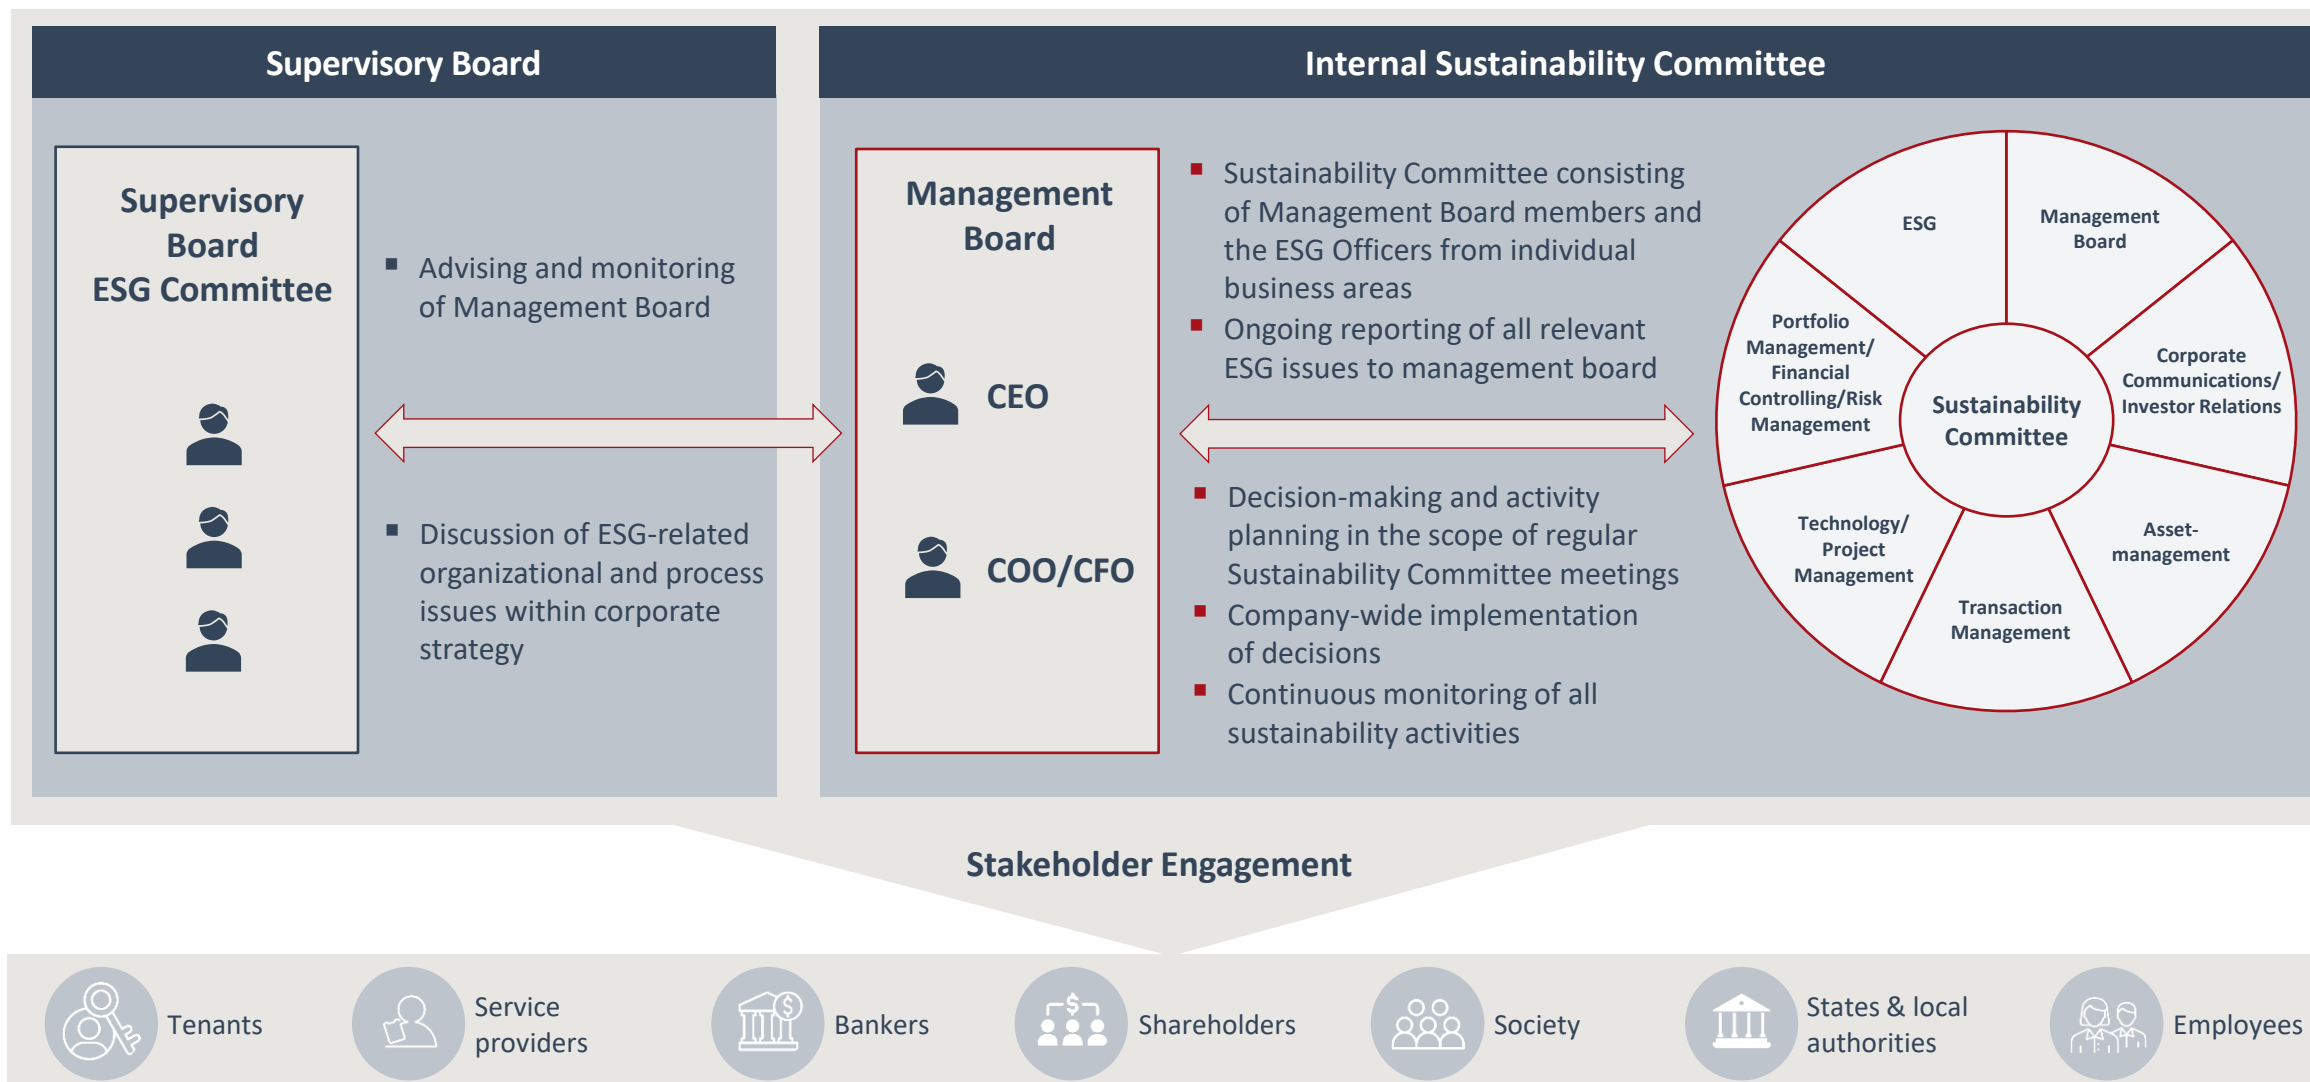 Supervisory Board
Supervisory
Board
ESG Committee
▪ Advising and monitoring
of Management Board
▪ Discussion of ESG-related
organizational and process
issues within corporate
strategy
Internal Sustainability Committee
Management
Board
CEO
COO/CFO
▪ Sustainability Committee consisting
of Management Board members and
the ESG Officers from individual
business areas
▪ Ongoing reporting of all relevant
ESG issues to management board
▪ Decision-making and activity
planning in the scope of regular
Sustainability Committee meetings
▪ Company-wide implementation
of decisions
▪ Continuous monitoring of all
sustainability activities
ESG
Management
Board
Corporate
Communications/
Investor Relations
Asset-
management
Transaction
Management
Technology/
Project
Management
Portfolio
Management/
Financial
Controlling/Risk
Management
Sustainability
Committee
Stakeholder Engagement
Tenants
Service
providers
Bankers
Shareholders
Society
States & local
authorities
Employees